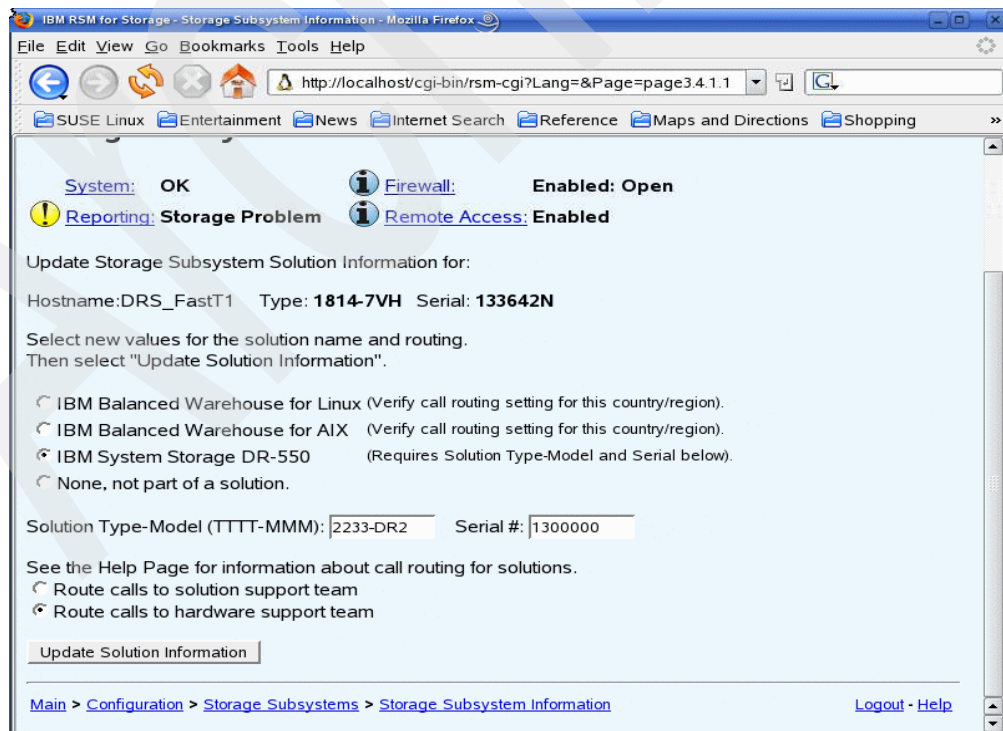 IBM RSM for Storage - Storage Subsystem Information - Mozilla Firefox
File Edit View Go Bookmarks Tools Help
http://localhost/cgi-bin/rsm-cgi?Lang=&Page=page3.4.1.1
G
SUSE Linux Entertainment News Internet Search Reference Maps and Directions Shopping »
System: OK Firewall: Enabled: Open
Reporting: Storage Problem Remote Access: Enabled
Update Storage Subsystem Solution Information for:
Hostname:DRS_FastT1 Type: 1814-7VH Serial: 133642N
Select new values for the solution name and routing.
Then select "Update Solution Information".
IBM Balanced Warehouse for Linux (Verify call routing setting for this country/region).
IBM Balanced Warehouse for AIX (Verify call routing setting for this country/region).
IBM System Storage DR-550 (Requires Solution Type-Model and Serial below).
None, not part of a solution.
Solution Type-Model (TTTT-MMM): 2233-DR2 Serial #: 1300000
See the Help Page for information about call routing for solutions.
Route calls to solution support team
Route calls to hardware support team
Update Solution Information
Main > Configuration > Storage Subsystems > Storage Subsystem Information Logout - Help